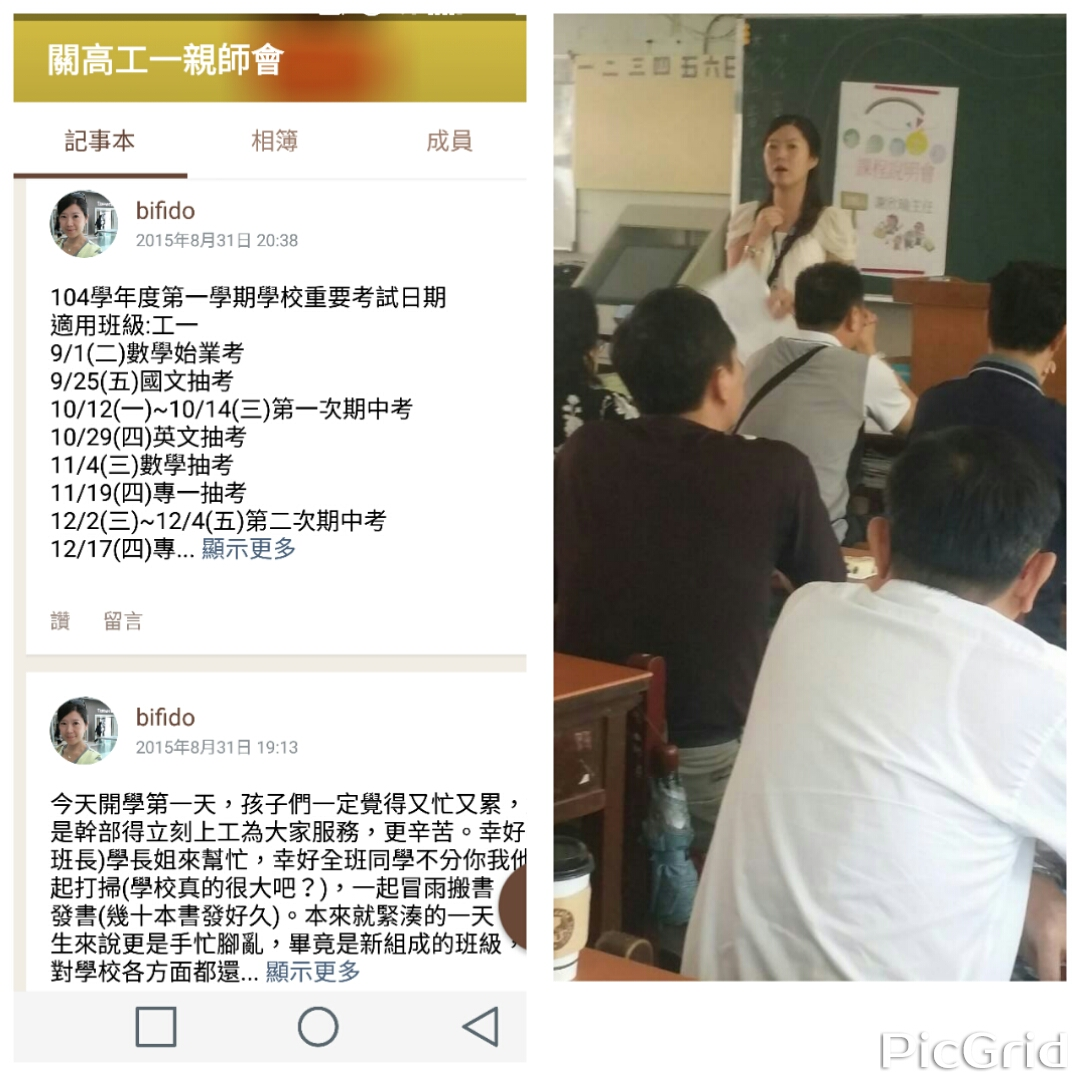 關高工一親師會
記事本
相簿
成員
bifido
2015年8月31日 20:38
104學年度第一學期學校重要考試日期
適用班級:工一
9/1(二)數學始業考
9/25(五)國文抽考
10/12(一)~10/14(三)第一次期中考
10/29(四)英文抽考
11/4(三)數學抽考
11/19(四)專一抽考
12/2(三)~12/4(五)第二次期中考
12/17(四)專... 顯示更多
讚 留言
bifido
2015年8月31日 19:13
今天開學第一天，孩子們一定覺得又忙又累，
是幹部得立刻上工為大家服務，更辛苦。幸好
班長)學長姐來幫忙，幸好全班同學不分你我他
起打掃(學校真的很大吧？)，一起冒雨搬書
發書(幾十本書發好久)。本來就緊湊的一天
生來說更是手忙腳亂，畢竟是新組成的班級，
對學校各方面都還... 顯示更多
一二三四五六日
課程說明會
主任
PicGrid